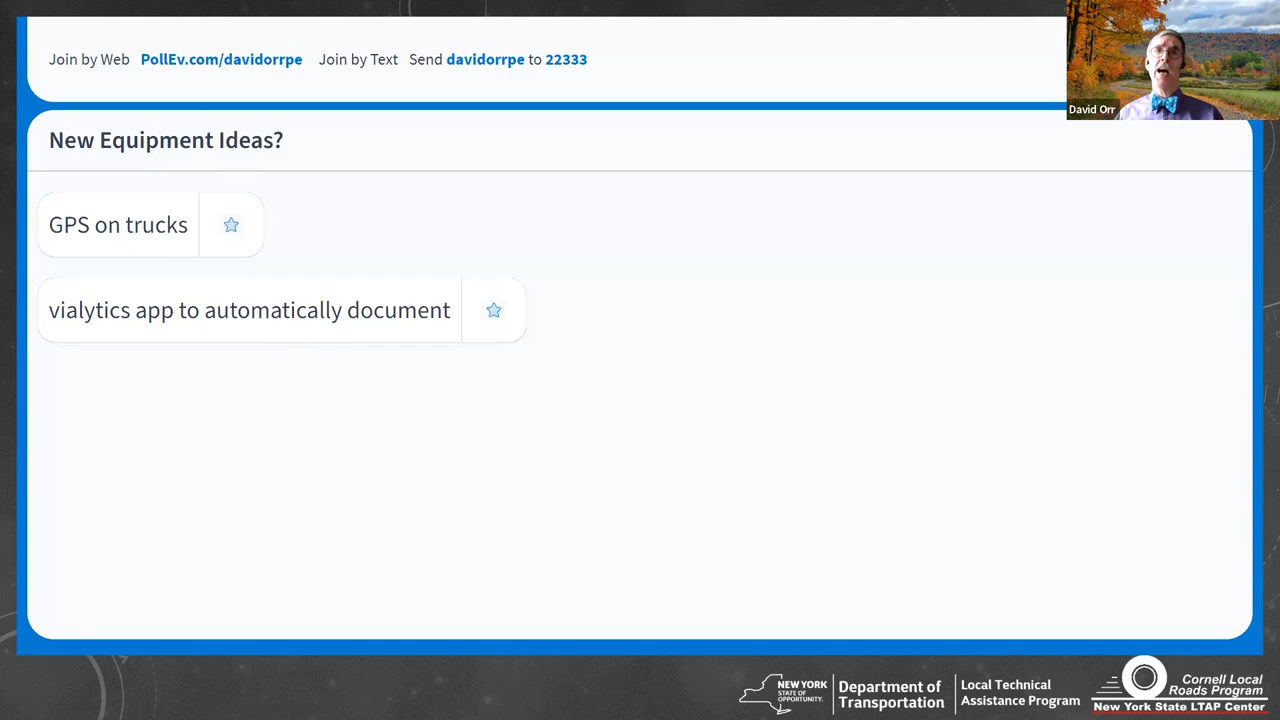 Join by Web PollEv.com/davidorrpe Join by Text Send davidorrpe to 22333
David Orr
New Equipment Ideas?
GPS on trucks
vialytics app to automatically document
NEW YORK
STATE OF
OPPORTUNITY.
Department of
Transportation
Local Technical
Assistance Program
Cornell Local
Roads Program
New York State LTAP Center